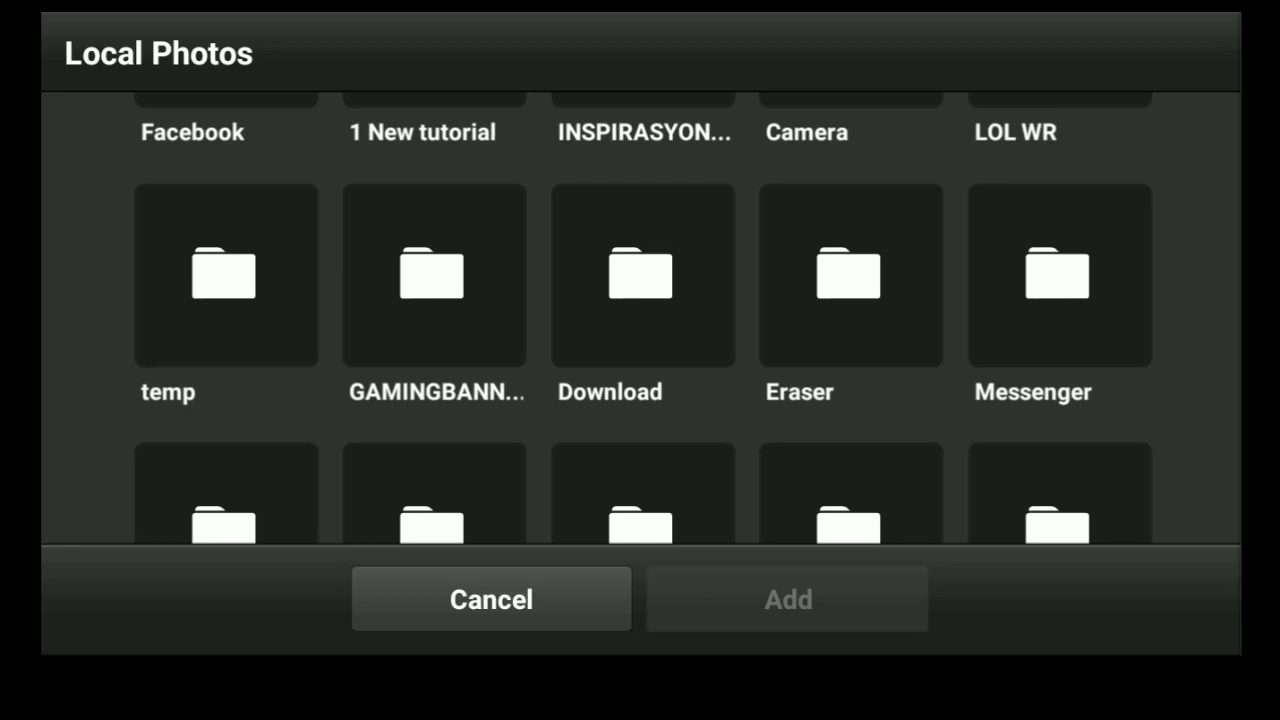 Local Photos
Facebook
1 New tutorial
INSPIRASYON...
Camera
LOL WR
temp
GAMINGBANN...
Download
Eraser
Messenger
Cancel
Add